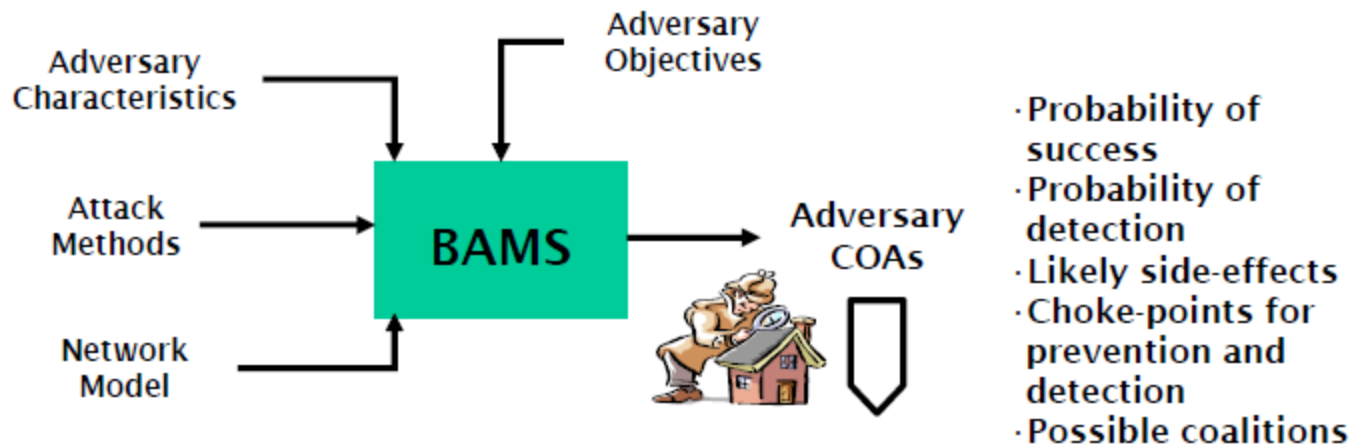 Adversary
Characteristics
Adversary
Objectives
Attack
Methods
BAMS
Network
Model
Adversary
COAs
·Probability of
success
·Probability of
detection
·Likely side-effects
·Choke-points for
prevention and
detection
·Possible coalitions